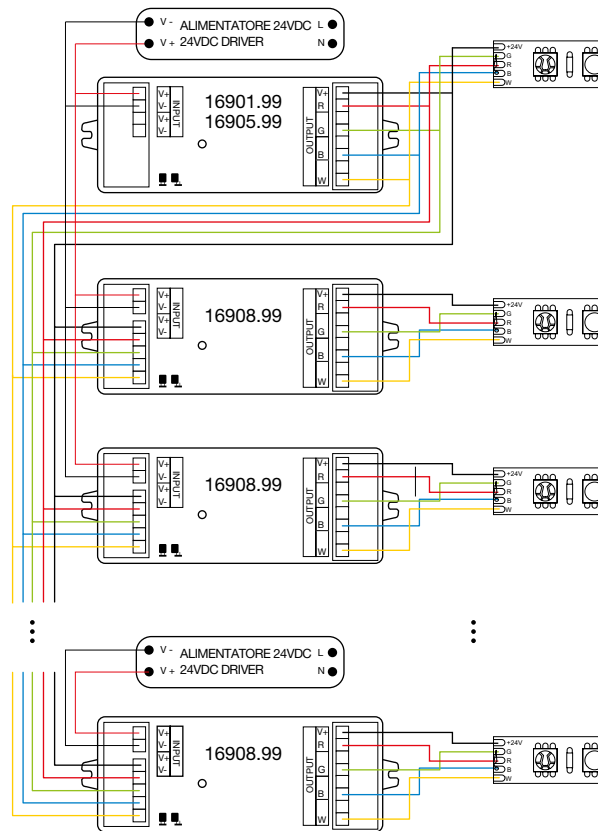 V - ALIMENTATORE 24VDC L
V + 24VDC DRIVER N
+24V
G
R
B
W
V+
V-
V+
V-
INPUT
16901.99
16905.99
OUTPUT
V+
R
G
B
W
V+
V-
V+
V-
INPUT
16908.99
OUTPUT
V+
R
G
B
W
+24V
G
R
B
W
V+
V-
V+
V-
INPUT
16908.99
OUTPUT
V+
R
G
B
W
+24V
G
R
B
W
V - ALIMENTATORE 24VDC L
V + 24VDC DRIVER N
V+
V-
V+
V-
INPUT
16908.99
OUTPUT
V+
R
G
B
W
+24V
G
R
B
W